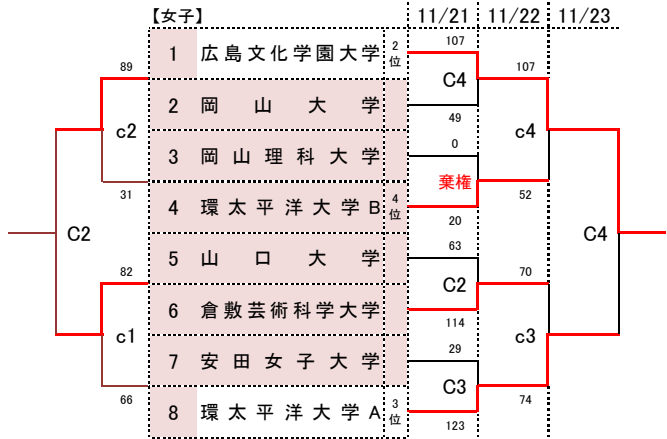 【女子】 11/21 11/22 11/23
1 広島文化学園大学 2位
107
C4
107
89
2 岡山大学
49
c2
c4
0
3 岡山理科大学
棄権
31
52
4 環太平洋大学B 4位
20
C2
C4
63
5 山口大学
82
C2
70
6 倉敷芸術科学大学
114
c1
c3
29
7 安田女子大学
C3
66
74
8 環太平洋大学A 3位
123